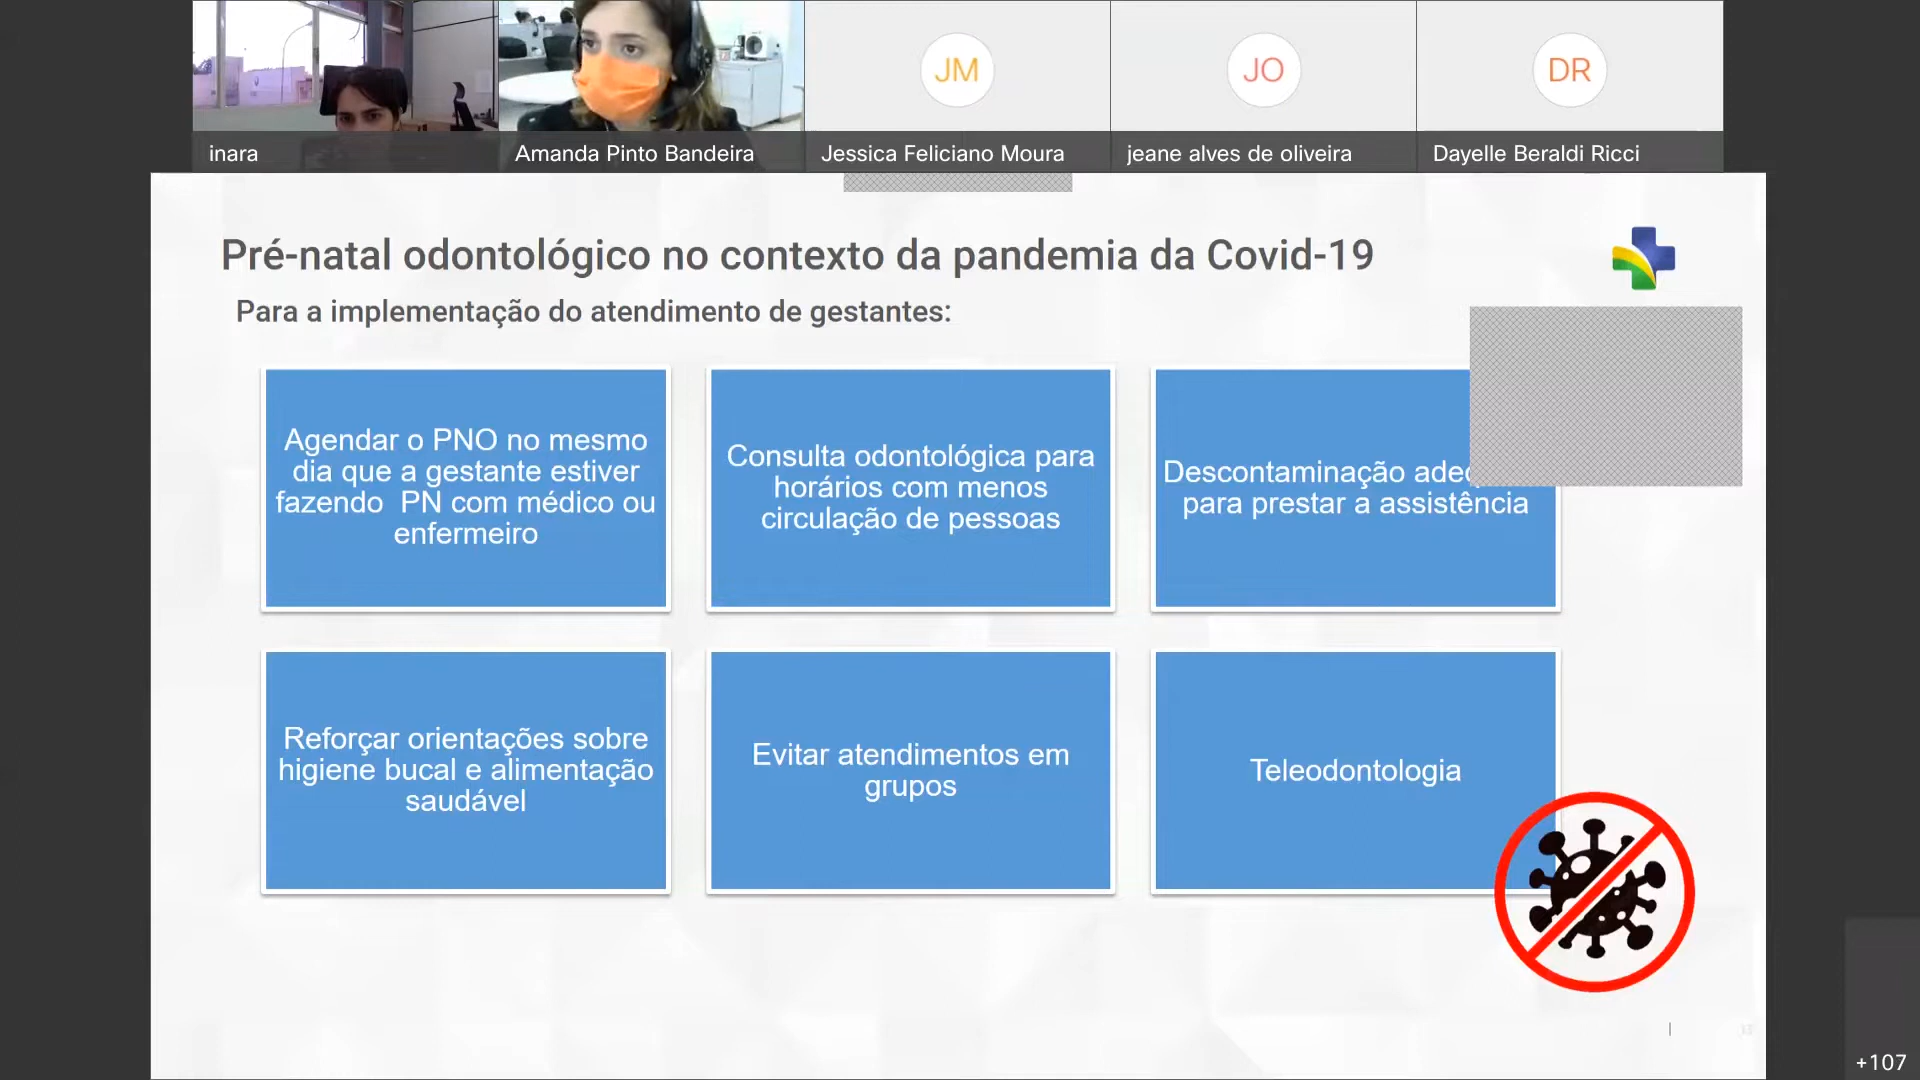 JM
JO
DR
inara
Amanda Pinto Bandeira
Jessica Feliciano Moura
jeane alves de oliveira
Dayelle Beraldi Ricci
Pré-natal odontológico no contexto da pandemia da Covid-19
Para a implementação do atendimento de gestantes:
Agendar o PNO no mesmo
dia que a gestante estiver
fazendo PN com médico ou
enfermeiro
Consulta odontológica para
horários com menos
circulação de pessoas
Descontaminação
para prestar a assistência
Reforçar orientações sobre
higiene bucal e alimentação
saudável
Evitar atendimentos em
grupos
Teleodontologia
+107